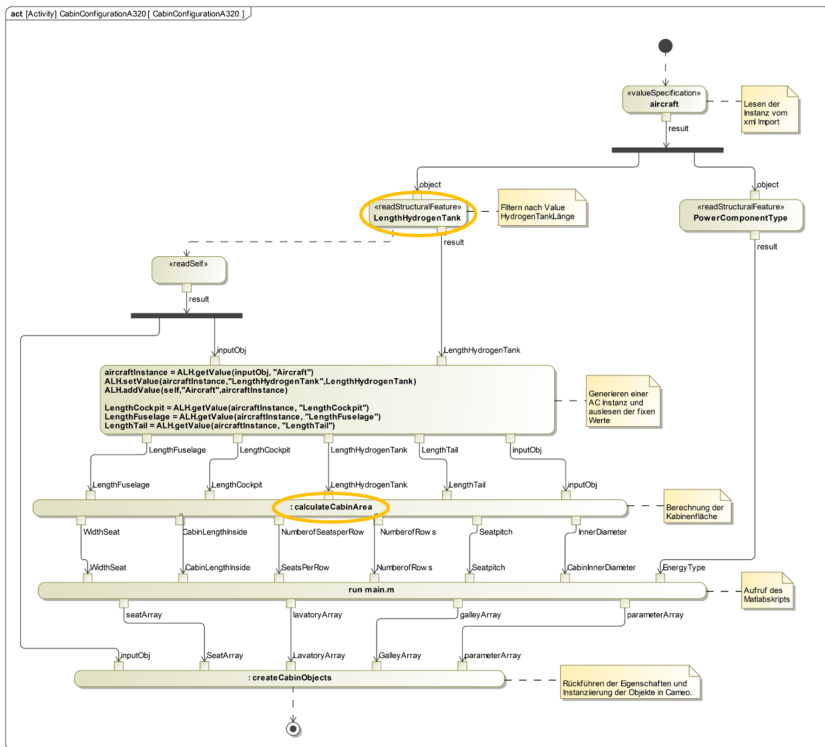 act [Activity] CabinConfigurationA320 [ CabinConfigurationA320 ]
«valueSpecification»
aircraft
Lesen der
Instanz vom
xml Import
result
object
object
«readStructuralFeature»
LengthHydrogenTank
Filtern nach Value
HydrogenTankLänge
«readStructuralFeature»
PowerComponentType
result
result
«readSelf»
result
inputObj
LengthHydrogenTank
aircraftInstance = ALH.getValue(inputObj, "Aircraft")
ALH.setValue(aircraftInstance,"LengthHydrogenTank",LengthHydrogenTank)
ALH.addValue(self,"Aircraft",aircraftInstance)
LengthCockpit = ALH.getValue(aircraftInstance, "LengthCockpit")
LengthFuselage = ALH.getValue(aircraftInstance, "LengthFuselage")
LengthTail = ALH.getValue(aircraftInstance, "LengthTail")
Generieren einer
AC Instanz und
auslesen der fixen
Werte
LengthFuselage
LengthCockpit
LengthHydrogenTank
LengthTail
inputObj
LengthFuselage
LengthCockpit
LengthHydrogenTank
LengthTail
inputObj
: calculateCabinArea
Berechnung der
Kabinenfläche
WidthSeat
CabinLengthInside
NumberofSeatsperRow
NumberofRows
Seatpitch
InnerDiameter
WidthSeat
CabinLengthInside
SeatsPerRow
NumberofRows
Seatpitch
CabinInnerDiameter
EnergyType
run main.m
Aufruf des
Matlabskripts
seatArray
lavatoryArray
galleyArray
parameterArray
inputObj
SeatArray
LavatoryArray
GalleyArray
parameterArray
: createCabinObjects
Rückführen der Eigenschaften und
Instanziierung der Objekte in Cameo.